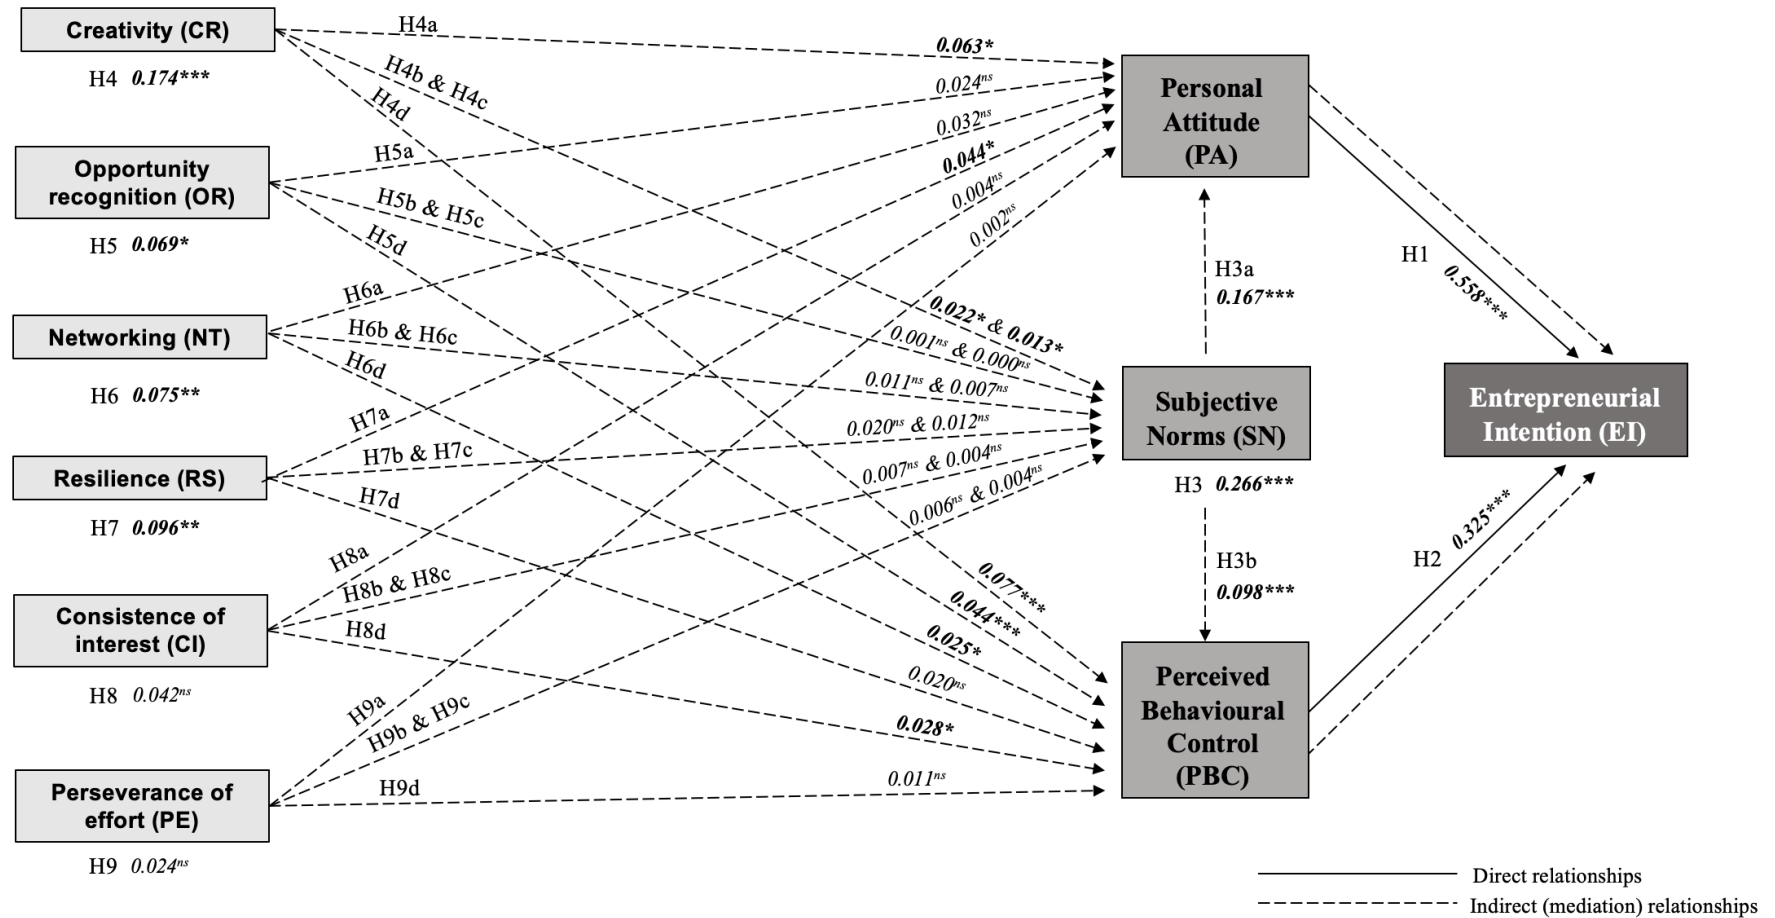 Creativity (CR)
H4 0.174***
Opportunity
recognition (OR)
H5 0.069*
Networking (NT)
H6 0.075**
Resilience (RS)
H7 0.096**
Consistence of
interest (CI)
H8 0.042ns
Perseverance of
effort (PE)
H9 0.024ns
H4a
H4b & H4c
H4d
H5a
H5b & H5c
H5d
H6a
H6b & H6c
H6d
H7a
H7b & H7c
H7d
H8a
H8b & H8c
H8d
H9a
H9b & H9c
H9d
0.063*
0.024ns
0.032ns
0.044*
0.004ns
0.002ns
0.022* & 0.013*
0.001ns & 0.000ns
0.011ns & 0.007ns
0.020ns & 0.012ns
0.007ns & 0.004ns
0.006ns & 0.004ns
0.077***
0.044***
0.025*
0.020ns
0.028*
0.011ns
Personal
Attitude
(PA)
H3a
0.167***
Subjective
Norms (SN)
H3 0.266***
H3b
0.098***
Perceived
Behavioural
Control
(PBC)
H1
0.558***
Entrepreneurial
Intention (EI)
H2
0.325***
Direct relationships
Indirect (mediation) relationships